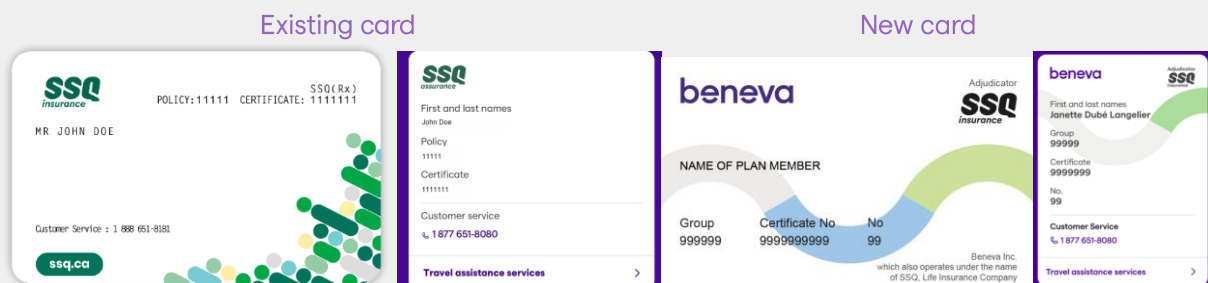 Existing card
New card
SSQ
insurance
SSQ(Rx)
POLICY:11111 CERTIFICATE: 1111111
MR JOHN DOE
Customer Service : 1 888 651-8181
ssq.ca
SSQ
assurance
First and last names
John Doe
Policy
11111
Certificate
1111111
Customer service
1 877 651-8080
Travel assistance services
beneva
Adjudicator
SSQ
insurance
NAME OF PLAN MEMBER
Group Certificate No No
999999 9999999999 99
Beneva Inc.
which also operates under the name
of SSQ, Life Insurance Company
beneva
Adjudicator
SSQ
insurance
First and last names
Janette Dubé Langelier
Group
99999
Certificate
9999999
No.
99
Customer Service
1 877 651-8080
Travel assistance services